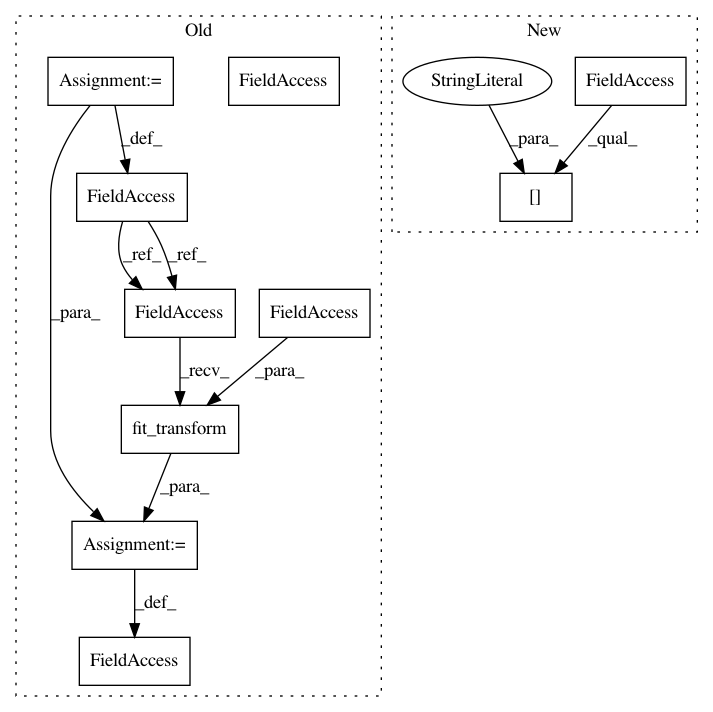 Old
New
Assignment:=
FieldAccess
StringLiteral
FieldAccess
_def_
_para_
_qual_
FieldAccess
[]
_ref_
_ref_
_para_
FieldAccess
FieldAccess
_recv_
_para_
fit_transform
_para_
Assignment:=
_def_
FieldAccess